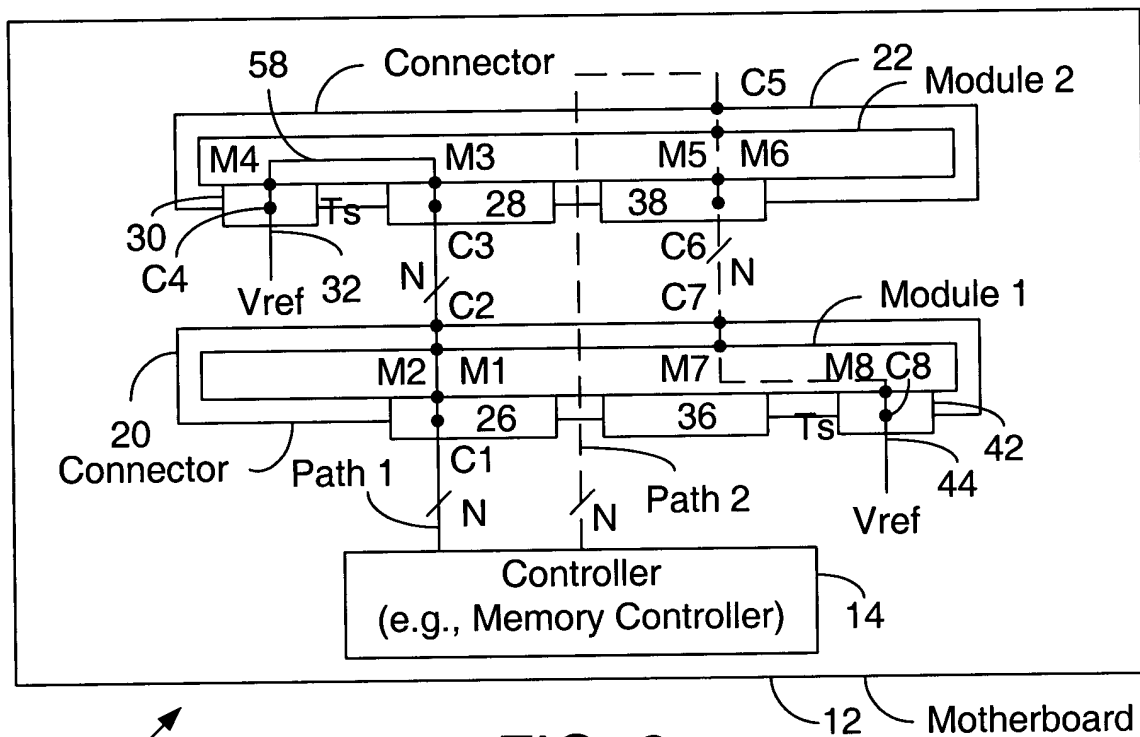 58
Connector
C5
22
Module 2
M4
M3
M5
M6
Ts
28
38
30
C4
C3
C6
Vref
32
N
N
C2
C7
Module 1
M2
M1
M7
M8
C8
26
36
Ts
20
Connector
C1
42
Path 1
Path 2
44
N
N
Vref
Controller
(e.g., Memory Controller)
14
12
Motherboard